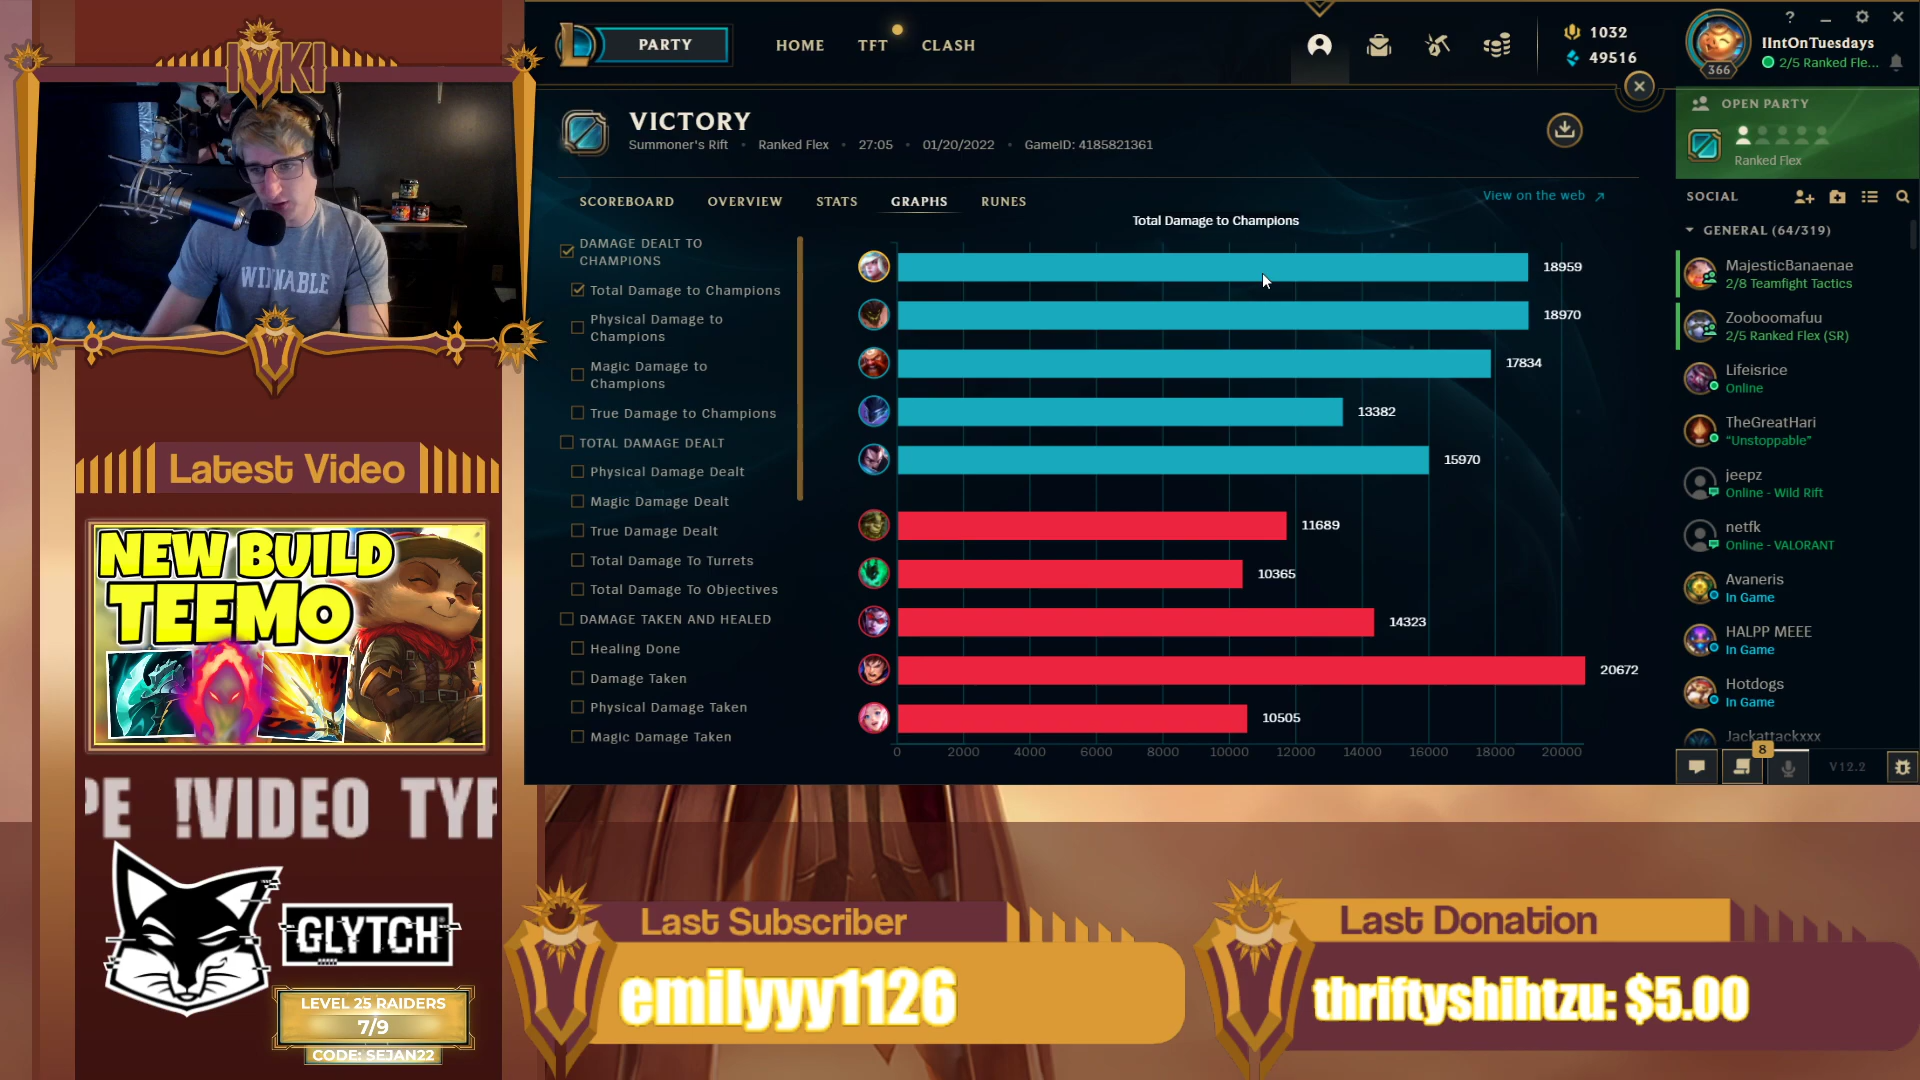 IVKI
WINNABLE
Latest Video
NEW BUILD
TEEMO
PE !VIDEO TYP
GLYTCH
LEVEL 25 RAIDERS
7/9
CODE: SEJAN22
PARTY
HOME
TFT
CLASH
1032
49516
366
IIntOnTuesdays
2/5 Ranked Fle...
VICTORY
Summoner's Rift • Ranked Flex • 27:05 • 01/20/2022 • GameID: 4185821361
SCOREBOARD
OVERVIEW
STATS
GRAPHS
RUNES
View on the web
DAMAGE DEALT TO
CHAMPIONS
Total Damage to Champions
Physical Damage to
Champions
Magic Damage to
Champions
True Damage to Champions
TOTAL DAMAGE DEALT
Physical Damage Dealt
Magic Damage Dealt
True Damage Dealt
Total Damage To Turrets
Total Damage To Objectives
DAMAGE TAKEN AND HEALED
Healing Done
Damage Taken
Physical Damage Taken
Magic Damage Taken
Total Damage to Champions
18959
18970
17834
13382
15970
11689
10365
14323
20672
10505
0 2000 4000 6000 8000 10000 12000 14000 16000 18000 20000
OPEN PARTY
Ranked Flex
SOCIAL
GENERAL (64/319)
MajesticBanaenae
2/8 Teamfight Tactics
Zooboomafuu
2/5 Ranked Flex (SR)
Lifeisrice
Online
TheGreatHari
"Unstoppable"
jeepz
Online - Wild Rift
netfk
Online - VALORANT
Avaneris
In Game
HALPP MEEE
In Game
Hotdogs
In Game
Jackattackxxx
8
V12.2
Last Subscriber
emilyyy1126
Last Donation
thriftyshihtzu: $5.00